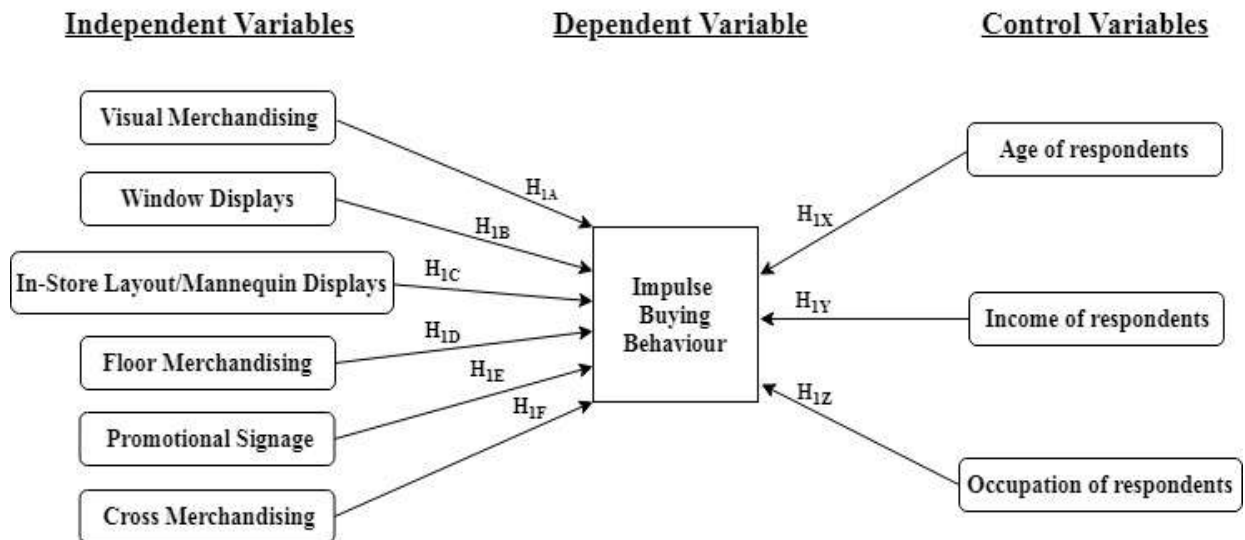 Independent Variables
Dependent Variable
Control Variables
Visual Merchandising
Window Displays
In-Store Layout/Mannequin Displays
Floor Merchandising
Promotional Signage
Cross Merchandising
H1A
H1B
H1C
H1D
H1E
H1F
Impulse
Buying
Behaviour
H1X
H1Y
H1Z
Age of respondents
Income of respondents
Occupation of respondents